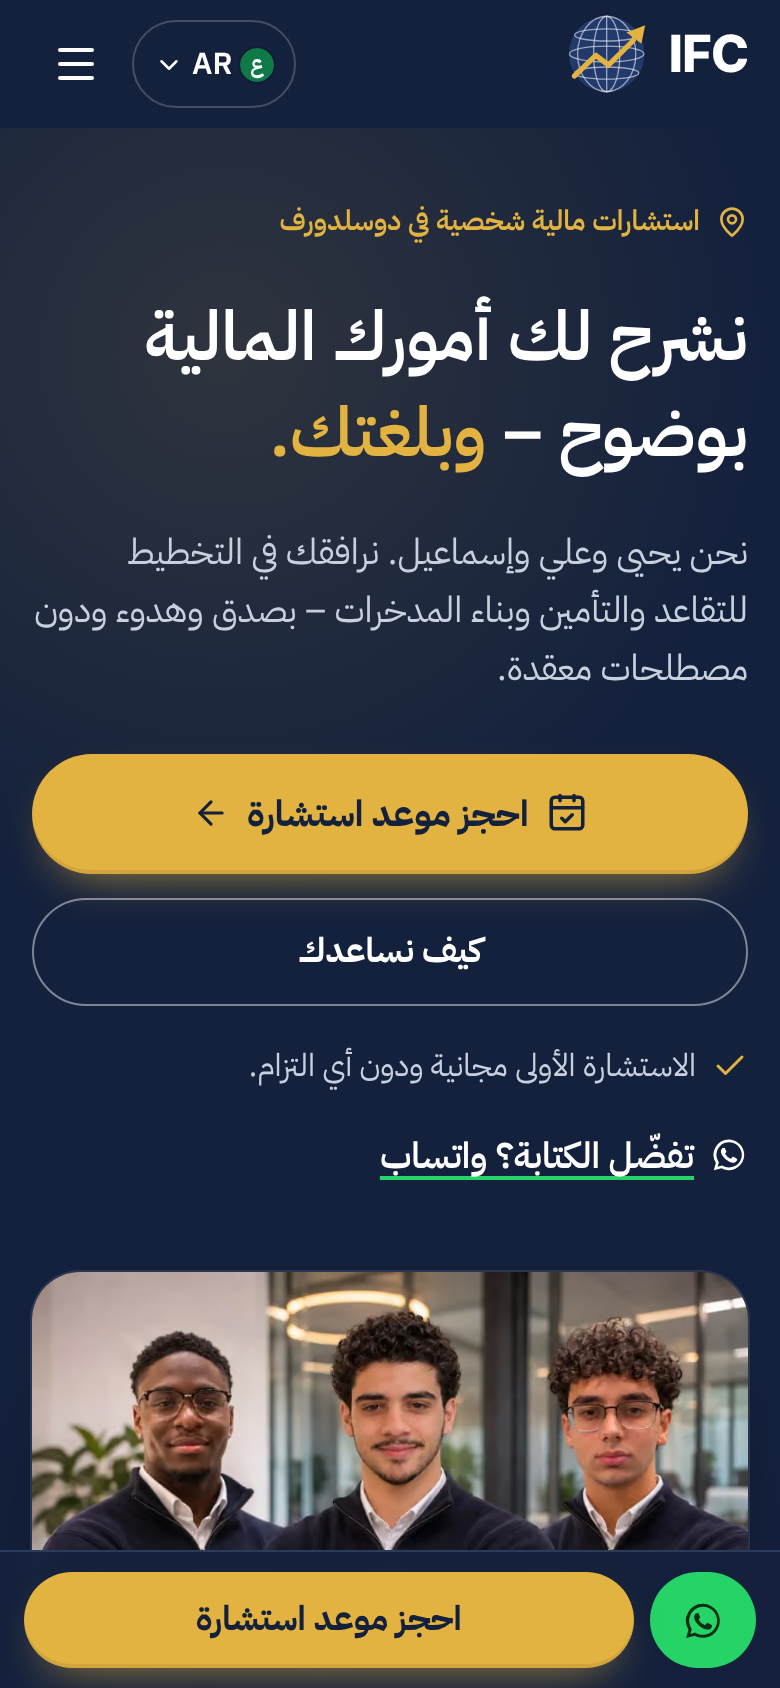 IFC
ع AR
استشارات مالية شخصية في دوسلدورف
نشرح لك أمورك المالية
بوضوح – وبلغتك.
نحن يحيى وعلي وإسماعيل. نرافقك في التخطيط
للتقاعد والتأمين وبناء المدخرات – بصدق وهدوء ودون
مصطلحات معقدة.
احجز موعد استشارة
كيف نساعدك
الاستشارة الأولى مجانية ودون أي التزام.
تفضّل الكتابة؟ واتساب
احجز موعد استشارة